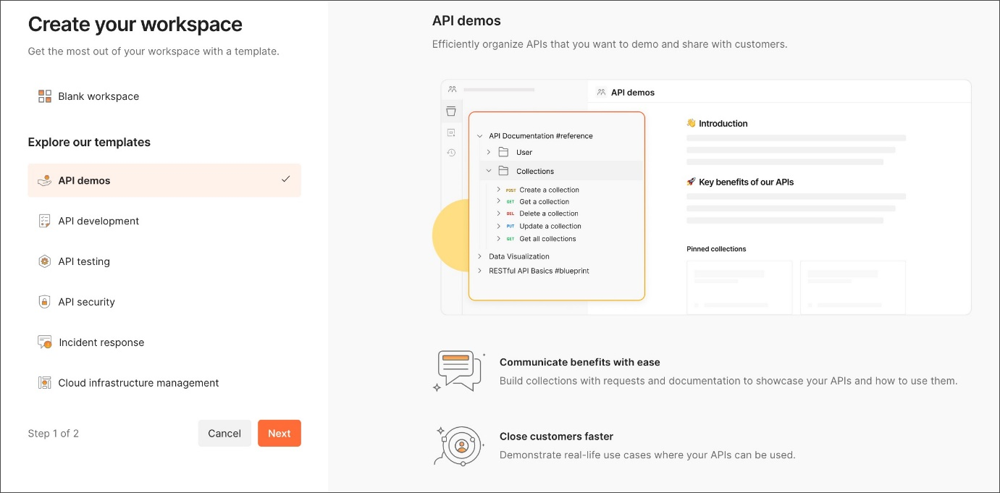 Create your workspace
Get the most out of your workspace with a template.
Blank workspace
Explore our templates
API demos
API development
API testing
API security
Incident response
Cloud infrastructure management
Step 1 of 2
Cancel
Next
API demos
Efficiently organize APIs that you want to demo and share with customers.
API demos
API Documentation #reference
User
Collections
POST Create a collection
GET Get a collection
DEL Delete a collection
PUT Update a collection
GET Get all collections
Data Visualization
RESTful API Basics #blueprint
👋 Introduction
🚀 Key benefits of our APIs
Pinned collections
Communicate benefits with ease
Build collections with requests and documentation to showcase your APIs and how to use them.
Close customers faster
Demonstrate real-life use cases where your APIs can be used.